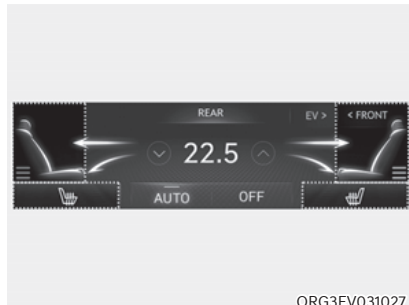 REAR
EV >
< FRONT
22.5
AUTO
OFF
ORG3EV031027